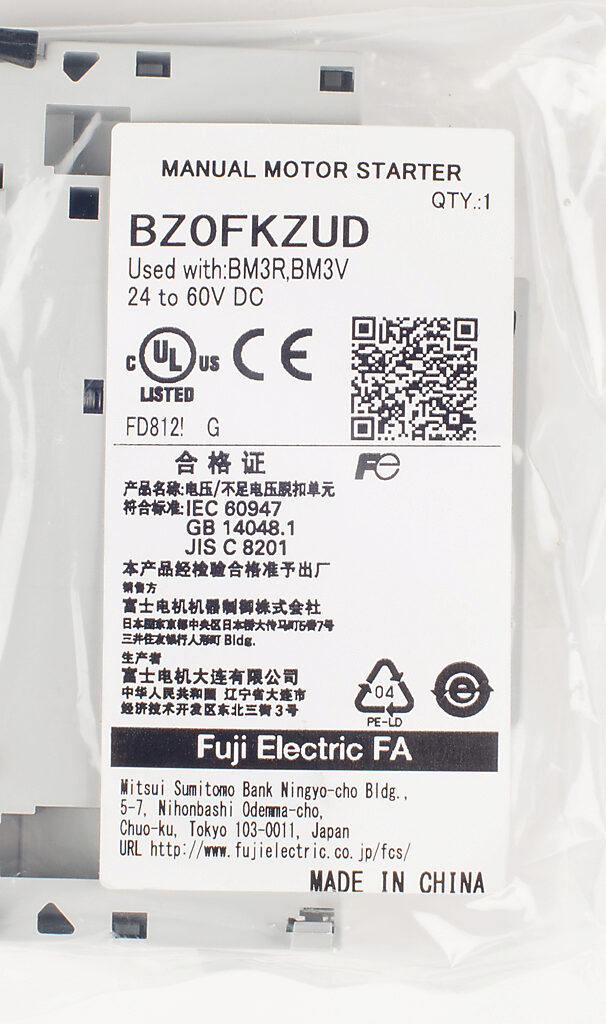 MANUAL MOTOR STARTER
QTY.:1
BZ0FKZUD
Used with:BM3R,BM3V
24 to 60V DC
C UL US CE
LISTED
FD812! G
合格证
Fe
产品名称:电压/不足电压脱扣单元
符合标准:IEC 60947
GB 14048.1
JIS C 8201
本产品经检验合格准予出厂
销售方
富士电机机器制御株式会社
日本国东京都中央区日本桥大传马町5番7号
三井住友银行人形町 Bldg.
生产者
富士电机大连有限公司
中华人民共和国 辽宁省大连市
经济技术开发区东北三街3号
04
PE-LD
e
Fuji Electric FA
Mitsui Sumitomo Bank Ningyo-cho Bldg.,
5-7, Nihonbashi Odemma-cho,
Chuo-ku, Tokyo 103-0011, Japan
URL http://www.fujielectric.co.jp/fcs/
MADE IN CHINA